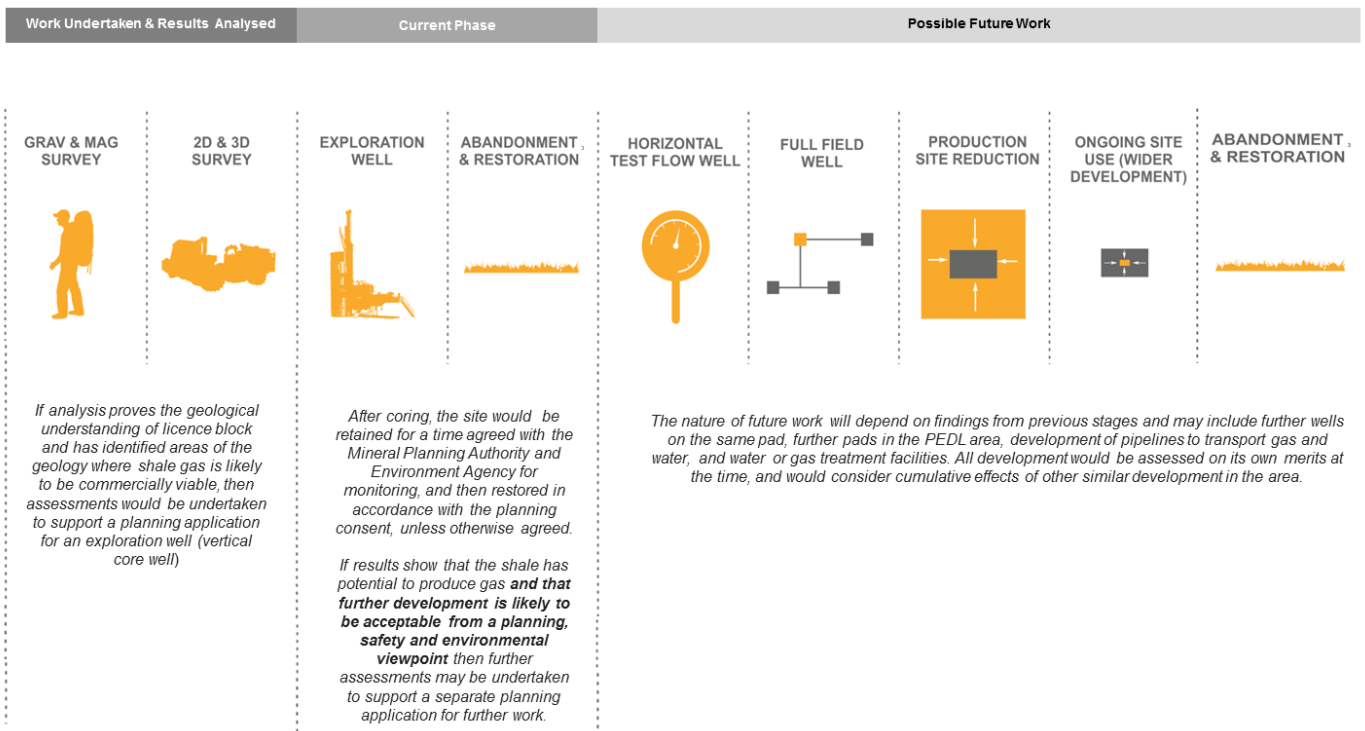 Work Undertaken & Results Analysed
Current Phase
Possible Future Work
GRAV & MAG
SURVEY
2D & 3D
SURVEY
EXPLORATION
WELL
ABANDONMENT ,
& RESTORATION
HORIZONTAL
TEST FLOW WELL
FULL FIELD
WELL
PRODUCTION
SITE REDUCTION
ONGOING SITE
USE (WIDER
DEVELOPMENT)
ABANDONMENT ,
& RESTORATION
If analysis proves the geological
understanding of licence block
and has identified areas of the
geology where shale gas is likely
to be commercially viable, then
assessments would be undertaken
to support a planning application
for an exploration well (vertical
core well)
After coring, the site would be
retained for a time agreed with the
Mineral Planning Authority and
Environment Agency for
monitoring, and then restored in
accordance with the planning
consent, unless otherwise agreed.
If results show that the shale has
potential to produce gas and that
further development is likely to
be acceptable from a planning,
safety and environmental
viewpoint then further
assessments may be undertaken
to support a separate planning
application for further work.
The nature of future work will depend on findings from previous stages and may include further wells
on the same pad, further pads in the PEDL area, development of pipelines to transport gas and
water, and water or gas treatment facilities. All development would be assessed on its own merits at
the time, and would consider cumulative effects of other similar development in the area.